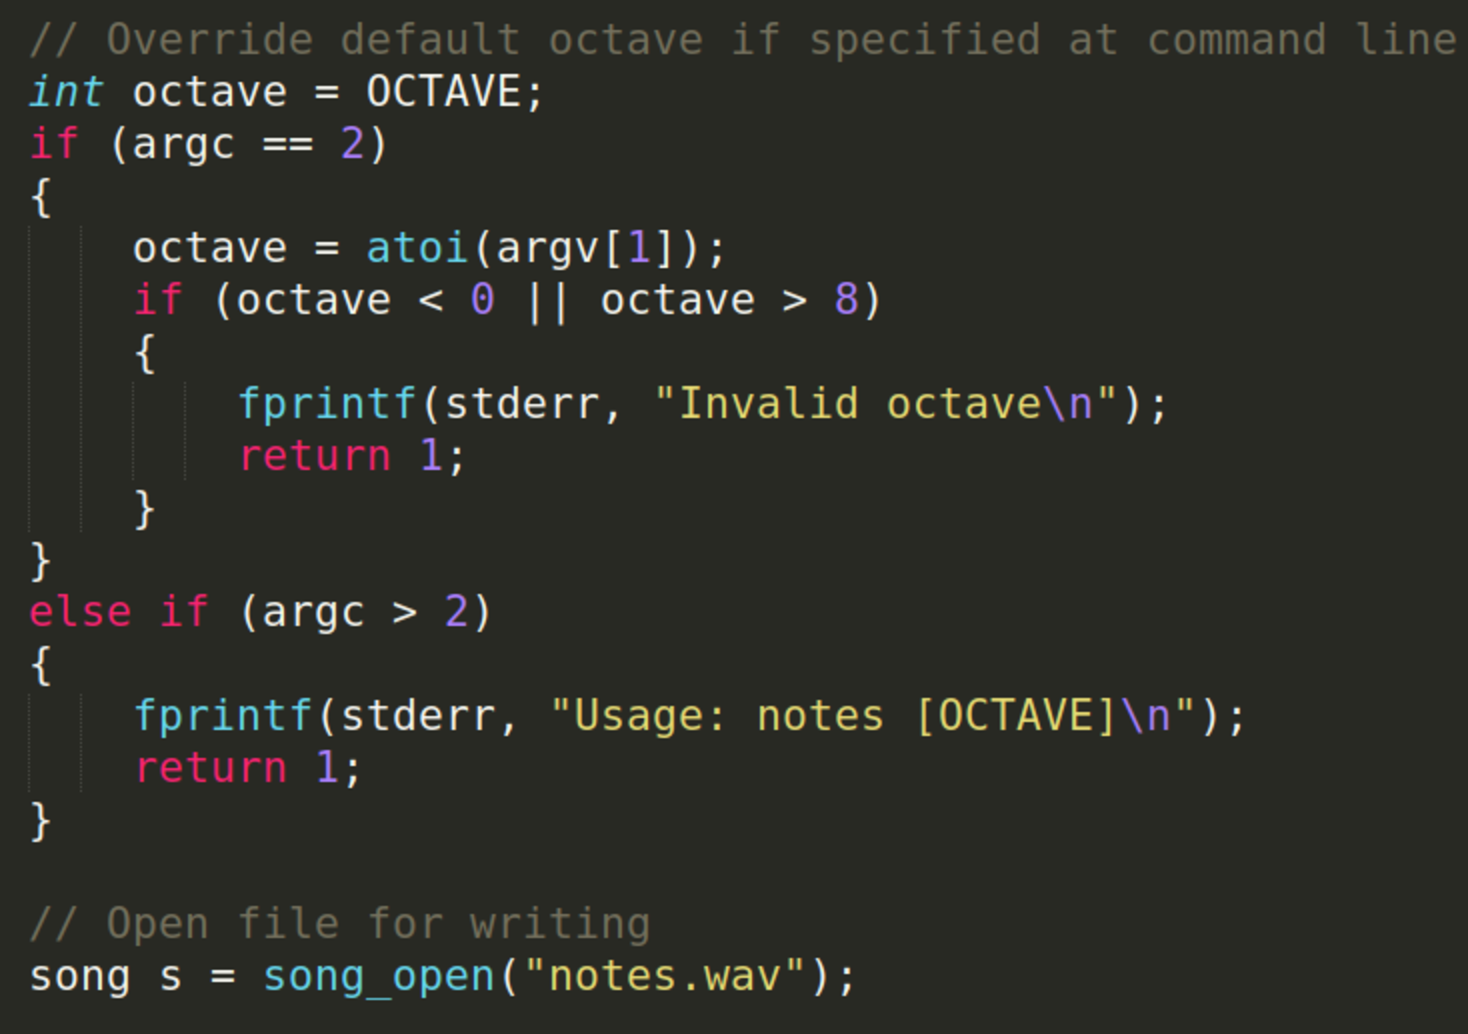 // Override default octave if specified at command line
int octave = OCTAVE;
if (argc == 2)
{
    octave = atoi(argv[1]);
    if (octave < 0 || octave > 8)
    {
        fprintf(stderr, "Invalid octave\n");
        return 1;
    }
}
else if (argc > 2)
{
    fprintf(stderr, "Usage: notes [OCTAVE]\n");
    return 1;
}

// Open file for writing
song s = song_open("notes.wav");